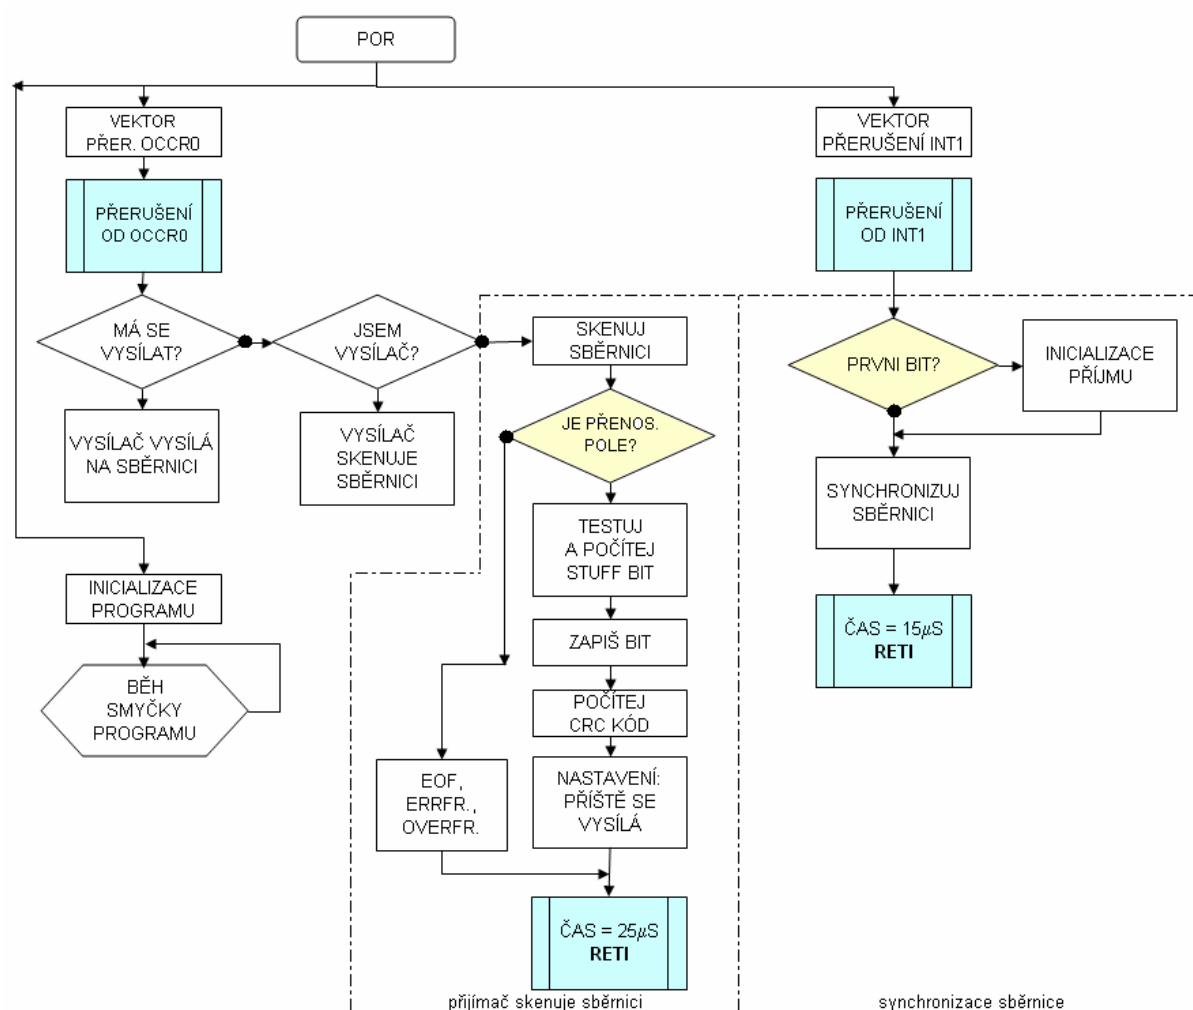 POR
VEKTOR
PŘER. OCCR0
VEKTOR
PŘERUŠENÍ INT1
PŘERUŠENÍ
OD OCCR0
PŘERUŠENÍ
OD INT1
MÁ SE
VYSÍLAT?
JSEM
VYSÍLAČ?
SKENUJ
SBĚRNICI
PRVNI BIT?
INICIALIZACE
PŘÍJMU
VYSÍLAČ VYSÍLÁ
NA SBĚRNICI
VYSÍLAČ
SKENUJE
SBĚRNICI
JE PŘENOS.
POLE?
SYNCHRONIZUJ
SBĚRNICI
TESTUJ
A POČÍTEJ
STUFF BIT
INICIALIZACE
PROGRAMU
ZAPIŠ BIT
ČAS = 15µS
RETI
BĚH
SMYČKY
PROGRAMU
POČÍTEJ
CRC KÓD
EOF,
ERRFR.,
OVERFR.
NASTAVENÍ:
PŘÍŠTĚ SE
VYSÍLÁ
ČAS = 25µS
RETI
přijímač skenuje sběrnici
synchronizace sběrnice